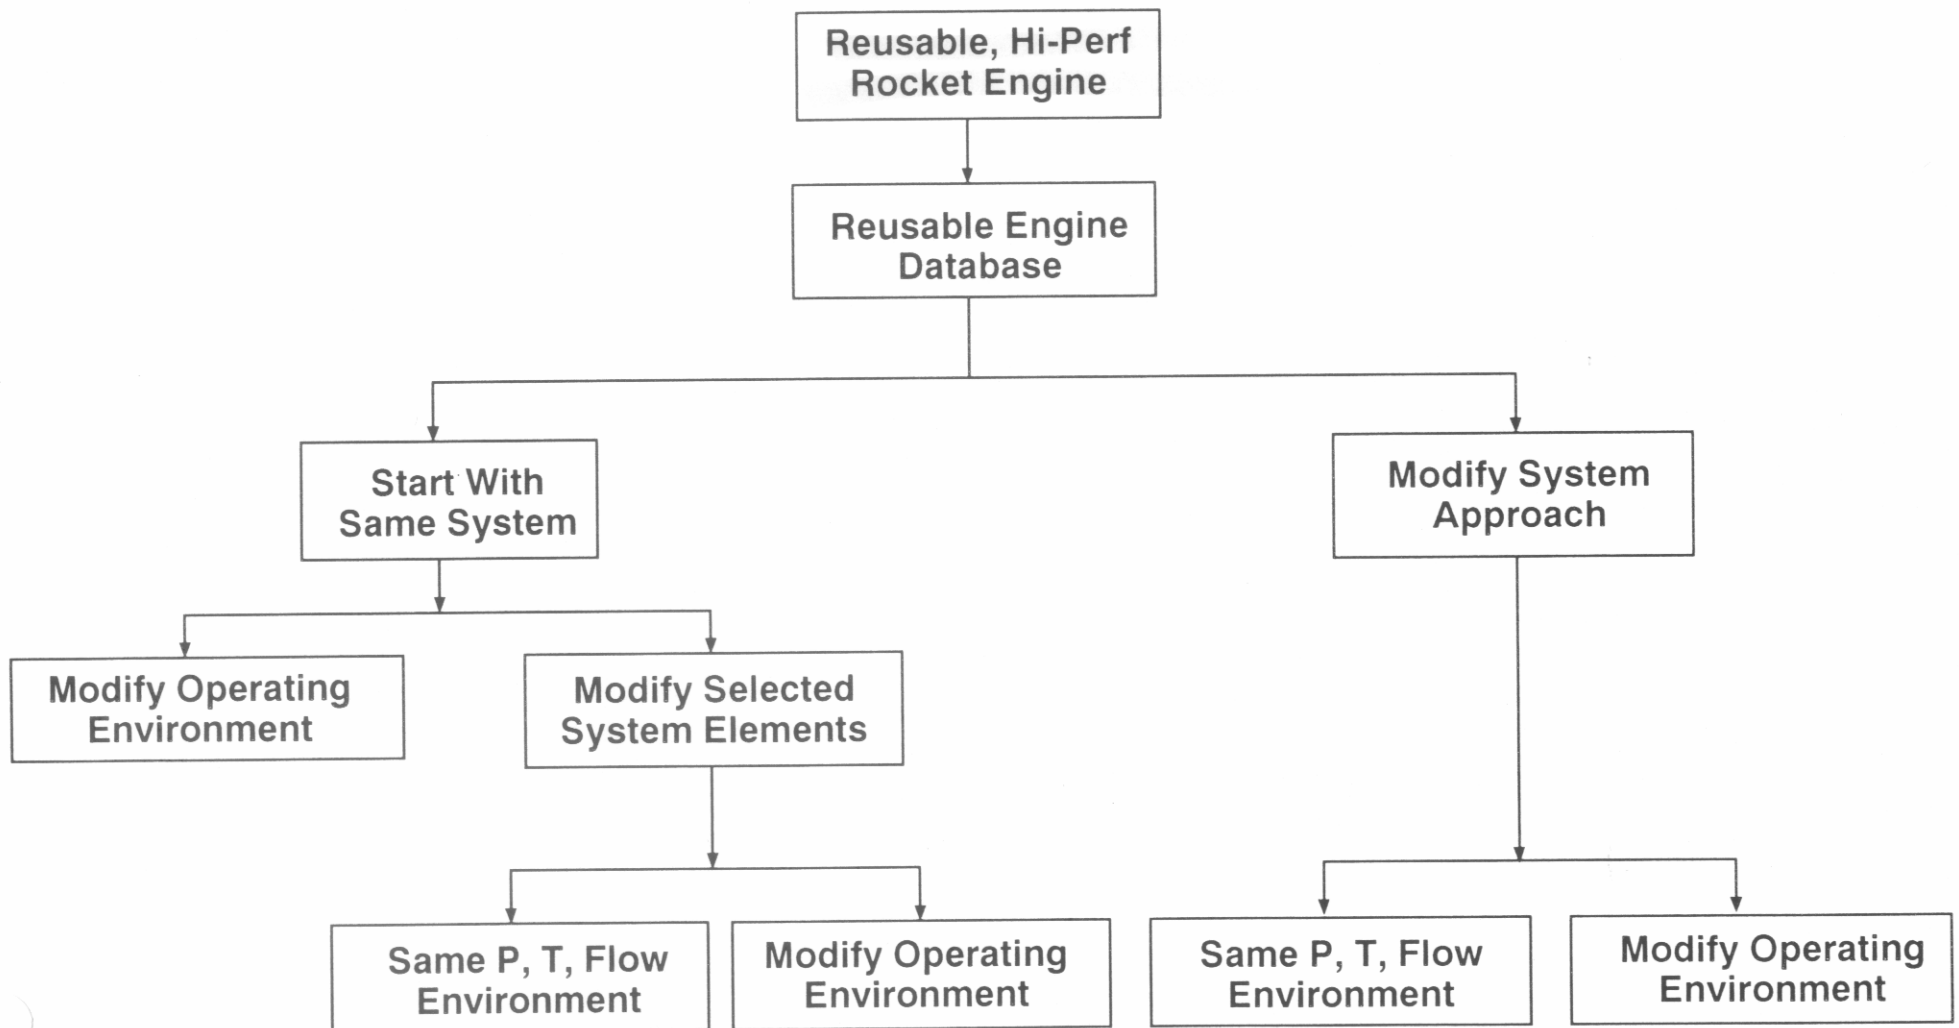 Reusable, Hi-Perf
Rocket Engine
Reusable Engine
Database
Start With
Same System
Modify System
Approach
Modify Operating
Environment
Modify Selected
System Elements
Same P, T, Flow
Environment
Modify Operating
Environment
Same P, T, Flow
Environment
Modify Operating
Environment